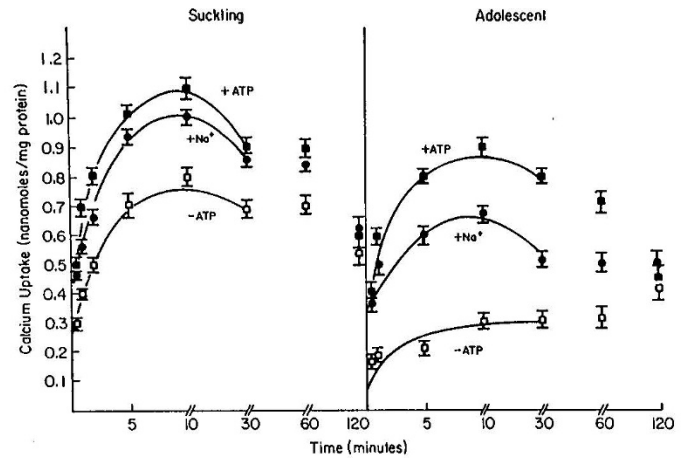 Suckling
Adolescent
Calcium Uptake (nanomoles/mg protein)
1.2
1.1
1.0
0.9
0.8
0.7
0.6
0.5
0.4
0.3
0.2
0.1
+ATP
+Na⁺
-ATP
+ATP
+Na⁺
-ATP
5 10 30 60 120 5 10 30 60 120
Time (minutes)